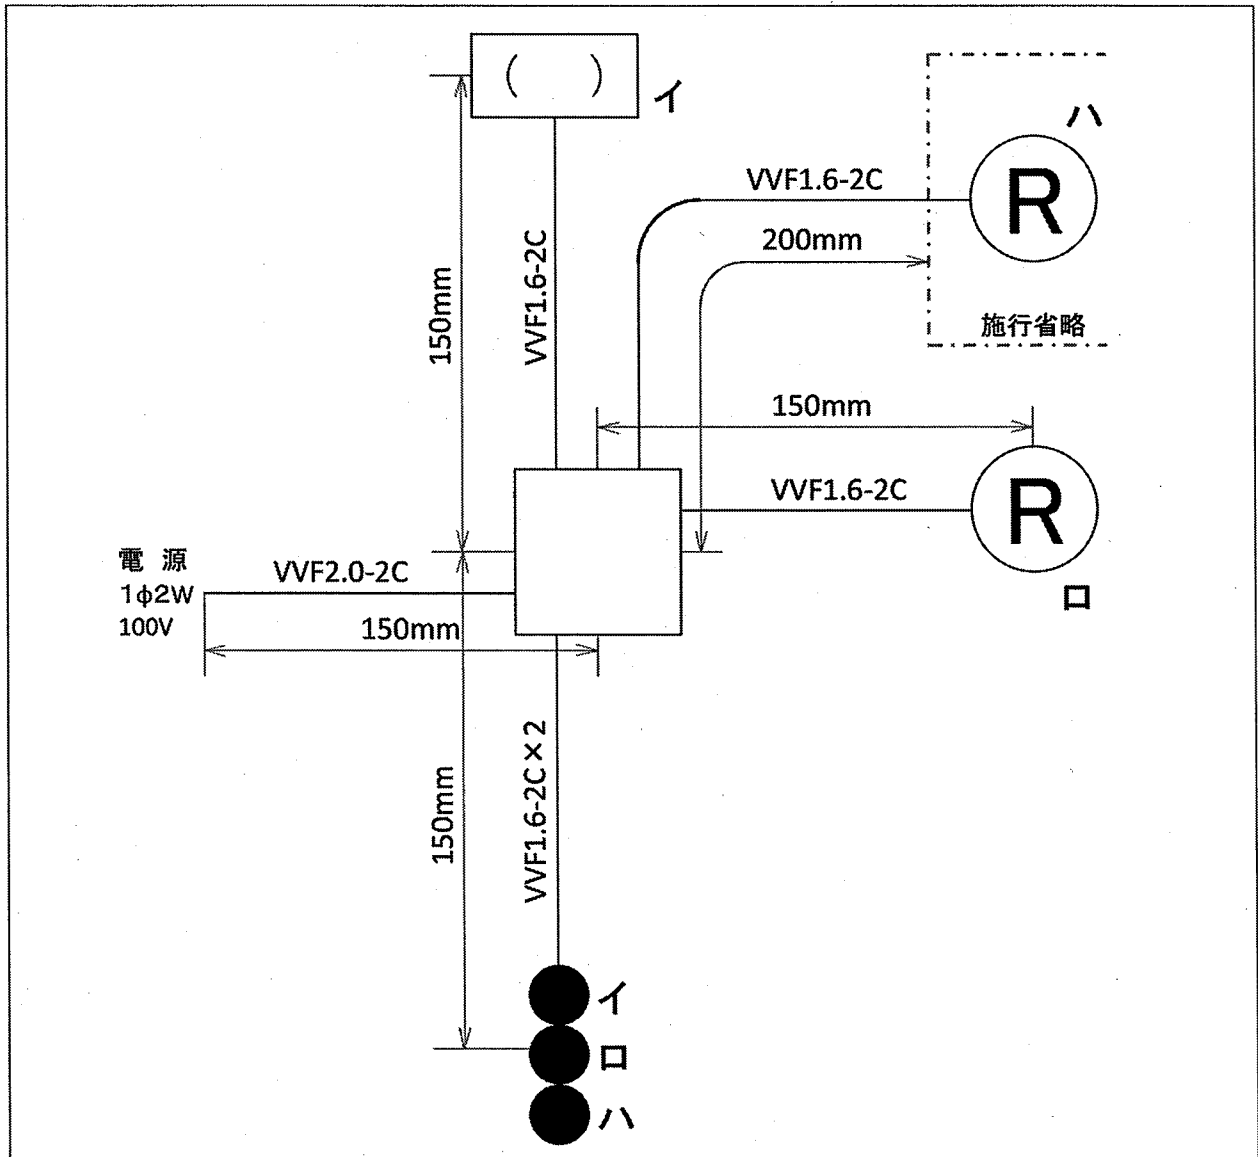 (  )
イ
ハ
VVF1.6-2C
R
200mm
VVF1.6-2C
150mm
施行省略
150mm
VVF1.6-2C
R
ロ
電 源
1φ2W
100V
VVF2.0-2C
150mm
VVF1.6-2C×2
150mm
イ
ロ
ハ